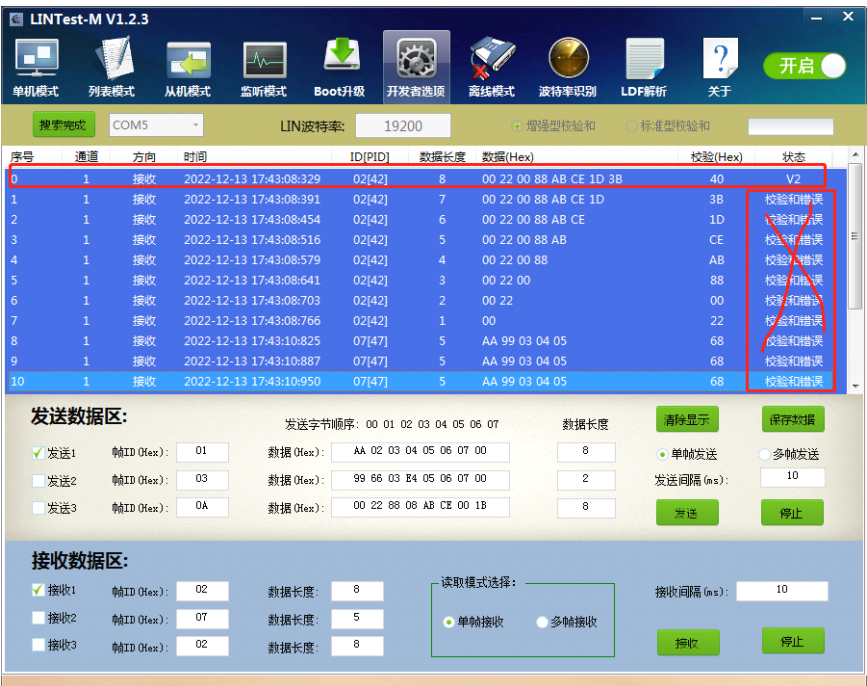 LINTest-M V1.2.3
单机模式 列表模式 从机模式 监听模式 Boot升级 开发者选项 离线模式 波特率识别 LDF解析 关于 开启
搜索完成 COM5 LIN波特率: 19200 增强型校验和 标准型校验和
序号 通道 方向 时间 ID[PID] 数据长度 数据(Hex) 校验(Hex) 状态
0 1 接收 2022-12-13 17:43:08:329 02[42] 8 00 22 00 88 AB CE 1D 3B 40 V2
1 1 接收 2022-12-13 17:43:08:391 02[42] 7 00 22 00 88 AB CE 1D 3B 校验和错误
2 1 接收 2022-12-13 17:43:08:454 02[42] 6 00 22 00 88 AB CE 1D 校验和错误
3 1 接收 2022-12-13 17:43:08:516 02[42] 5 00 22 00 88 AB CE 校验和错误
4 1 接收 2022-12-13 17:43:08:579 02[42] 4 00 22 00 88 AB 校验和错误
5 1 接收 2022-12-13 17:43:08:641 02[42] 3 00 22 00 88 校验和错误
6 1 接收 2022-12-13 17:43:08:703 02[42] 2 00 22 00 校验和错误
7 1 接收 2022-12-13 17:43:08:766 02[42] 1 00 22 校验和错误
8 1 接收 2022-12-13 17:43:10:825 07[47] 5 AA 99 03 04 05 68 校验和错误
9 1 接收 2022-12-13 17:43:10:887 07[47] 5 AA 99 03 04 05 68 校验和错误
10 1 接收 2022-12-13 17:43:10:950 07[47] 5 AA 99 03 04 05 68 校验和错误
发送数据区: 发送字节顺序: 00 01 02 03 04 05 06 07 数据长度 清除显示 保存数据
发送1 帧ID(Hex): 01 数据(Hex): AA 02 03 04 05 06 07 00 8 单帧发送 多帧发送
发送2 帧ID(Hex): 03 数据(Hex): 99 66 03 E4 05 06 07 00 2 发送间隔(ms): 10
发送3 帧ID(Hex): 0A 数据(Hex): 00 22 88 08 AB CE 00 1B 8 发送 停止
接收数据区:
读取模式选择:
接收1 帧ID(Hex): 02 数据长度: 8 接收间隔(ms): 10
接收2 帧ID(Hex): 07 数据长度: 5 单帧接收 多帧接收
接收3 帧ID(Hex): 02 数据长度: 8 接收 停止